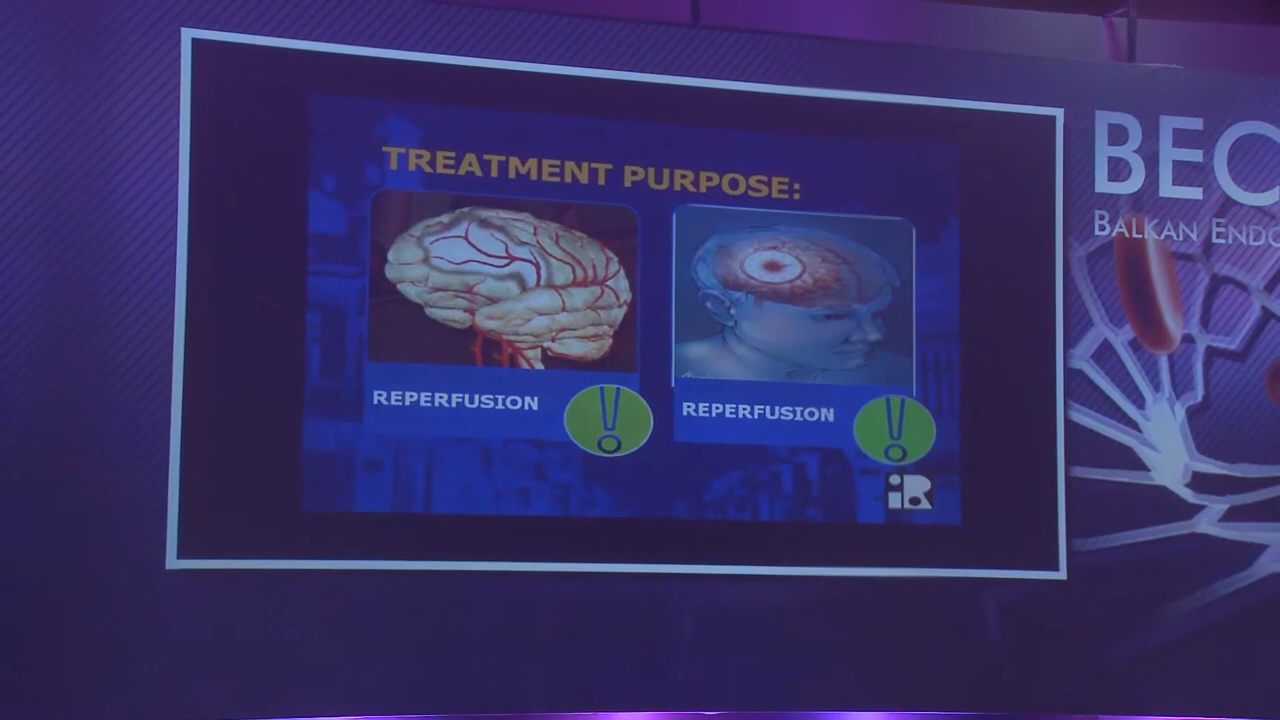 TREATMENT PURPOSE:
REPERFUSION
REPERFUSION
iR
BEC
BALKAN ENDO